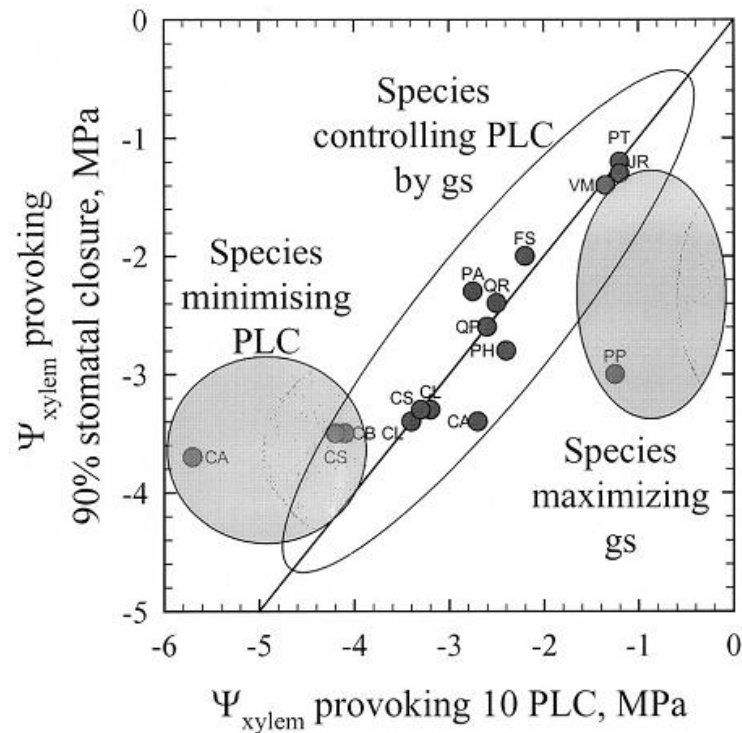 0
-1
-2
-3
-4
-5
Ψxylem provoking
90% stomatal closure, MPa
Species
controlling PLC
by gs
PT
JR
VM
FS
Species
minimising
PLC
PA
QR
QP
PH
PP
CS
CL
CA
CB
CL
CS
CA
Species
maximizing
gs
-6
-5
-4
-3
-2
-1
0
Ψxylem provoking 10 PLC, MPa